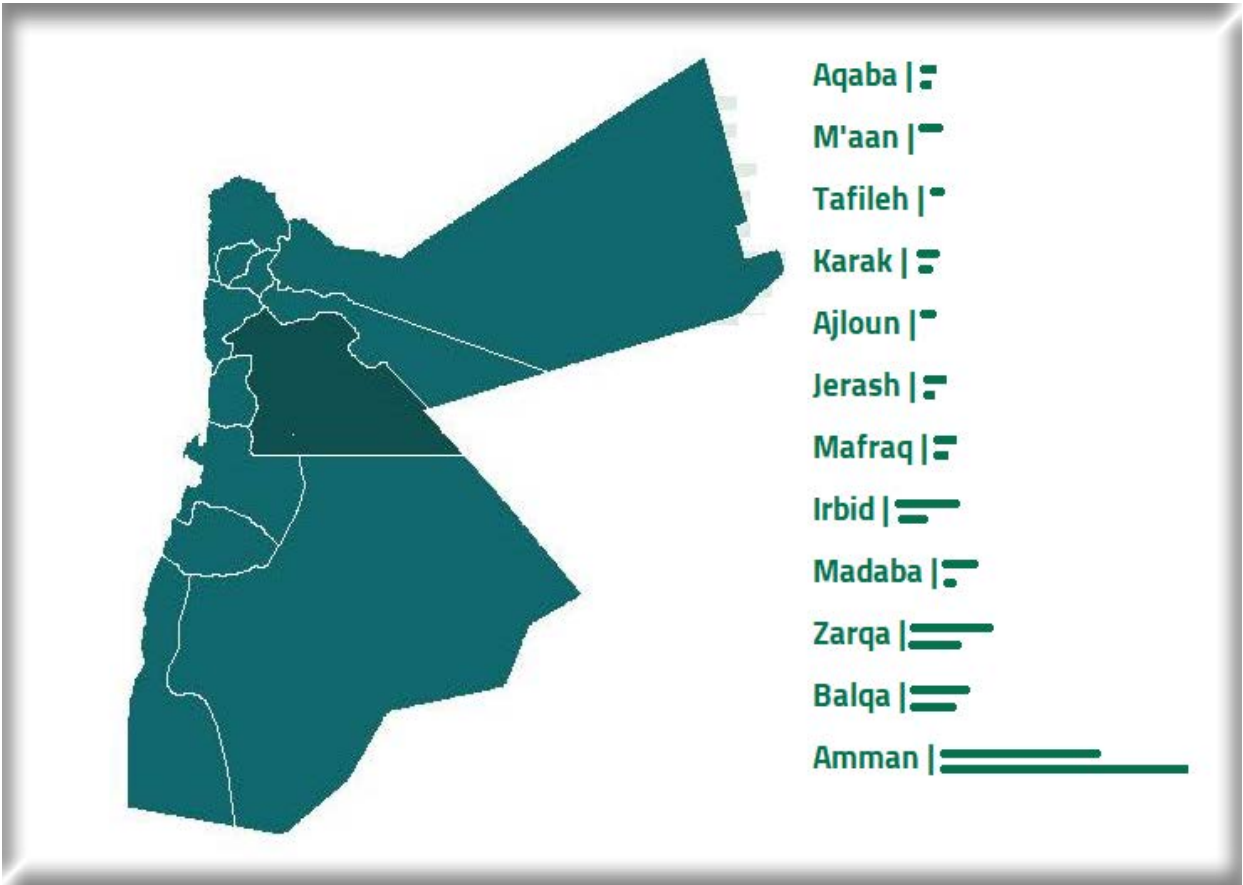 Aqaba |
M'aan |
Tafileh |
Karak |
Ajloun |
Jerash |
Mafraq |
Irbid |
Madaba |
Zarqa |
Balqa |
Amman |